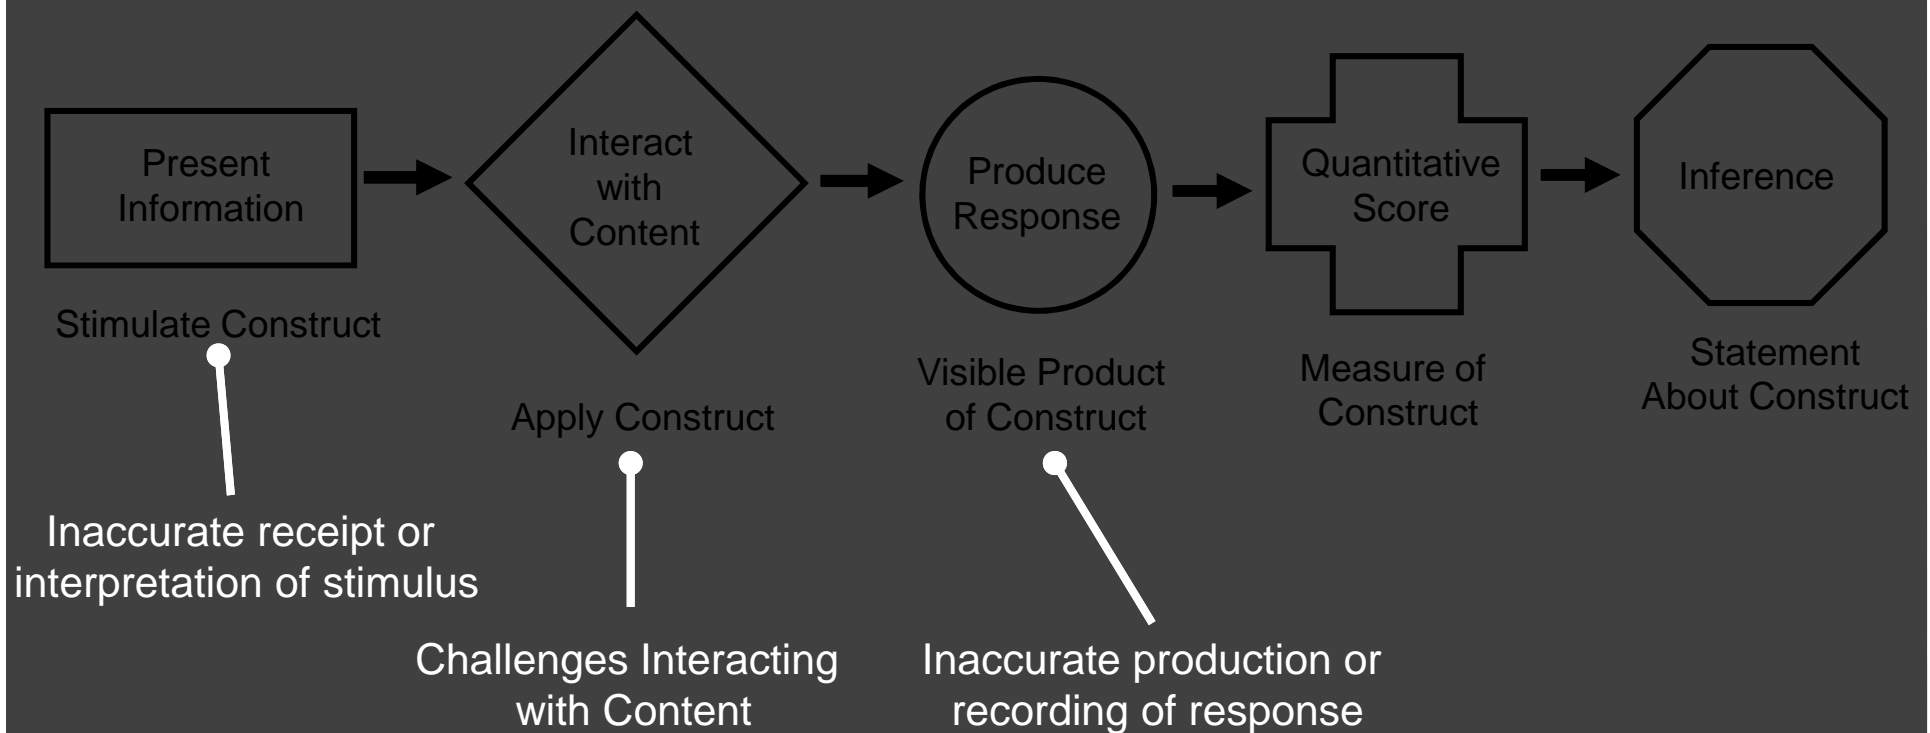 Present
Information
Interact
with
Content
Produce
Response
Quantitative
Score
Inference
Stimulate Construct
Apply Construct
Visible Product
of Construct
Measure of
Construct
Statement
About Construct
Inaccurate receipt or
interpretation of stimulus
Challenges Interacting
with Content
Inaccurate production or
recording of response